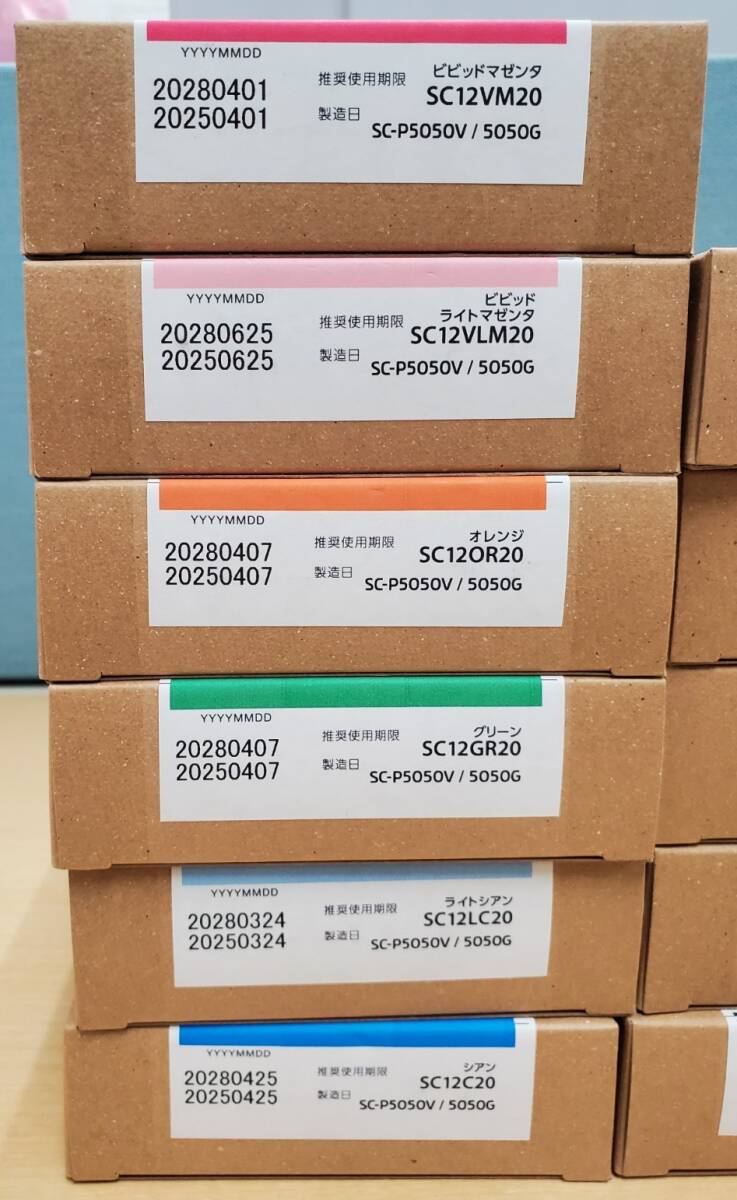 YYYYMMDD
20280401 推奨使用期限 ビビッドマゼンタ
SC12VM20
20250401 製造日
SC-P5050V / 5050G
YYYYMMDD
ビビッド
ライトマゼンタ
20280625 推奨使用期限 SC12VLM20
20250625 製造日
SC-P5050V / 5050G
YYYYMMDD
オレンジ
20280407 推奨使用期限 SC12OR20
20250407 製造日 SC-P5050V / 5050G
YYYYMMDD
グリーン
20280407 推奨使用期限 SC12GR20
20250407 製造日 SC-P5050V / 5050G
YYYYMMDD
ライトシアン
20280324 推奨使用期限 SC12LC20
20250324 製造日 SC-P5050V / 5050G
YYYYMMDD
シアン
20280425 推奨使用期限 SC12C20
20250425 製造日 SC-P5050V / 5050G